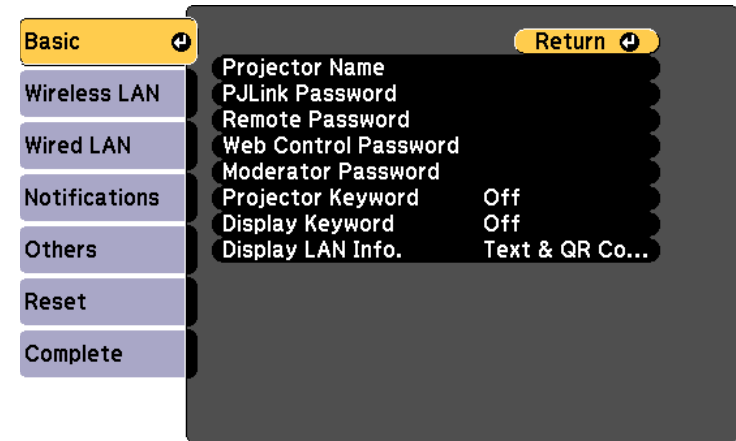 Basic
Wireless LAN
Wired LAN
Notifications
Others
Reset
Complete
Return
Projector Name
PJLink Password
Remote Password
Web Control Password
Moderator Password
Projector Keyword Off
Display Keyword Off
Display LAN Info. Text & QR Co...